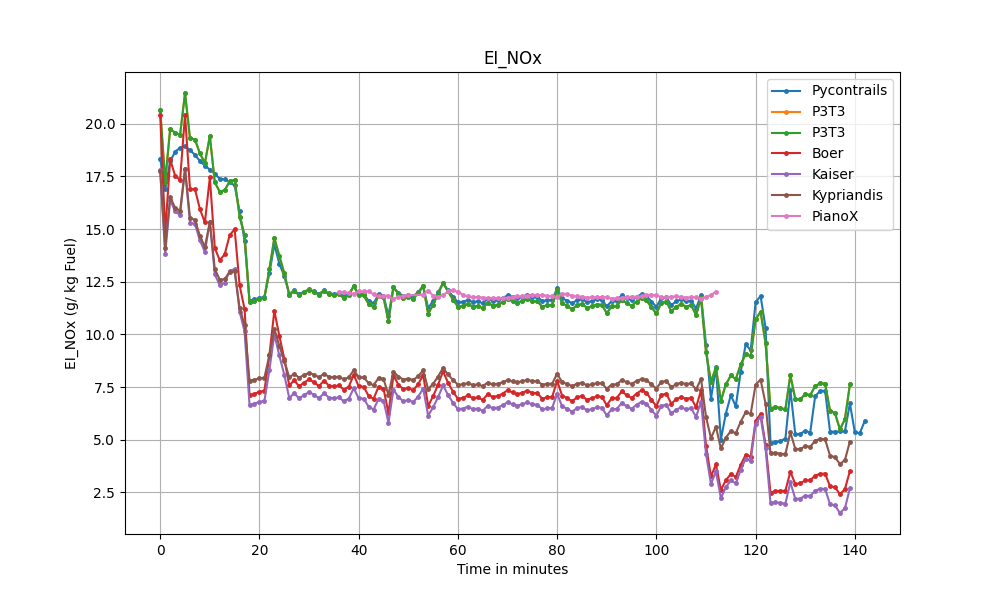 EI_NOx
Pycontrails
P3T3
P3T3
Boer
Kaiser
Kypriandis
PianoX
EI_NOx (g/ kg Fuel)
20.0
17.5
15.0
12.5
10.0
7.5
5.0
2.5
0 20 40 60 80 100 120 140
Time in minutes